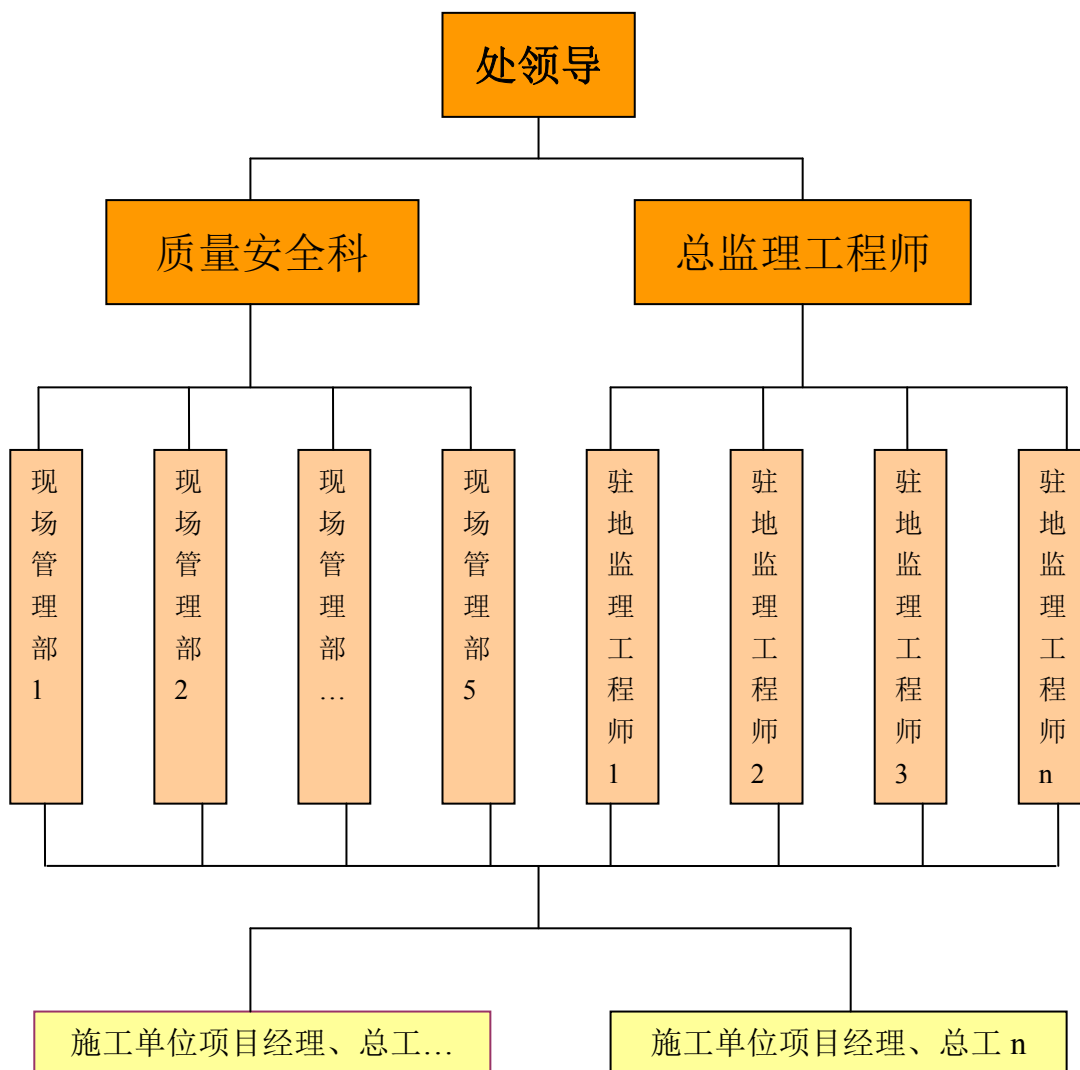 处领导
质量安全科
总监理工程师
现场管理部1
现场管理部2
现场管理部…
现场管理部5
驻地监理工程师1
驻地监理工程师2
驻地监理工程师3
驻地监理工程师n
施工单位项目经理、总工…
施工单位项目经理、总工 n